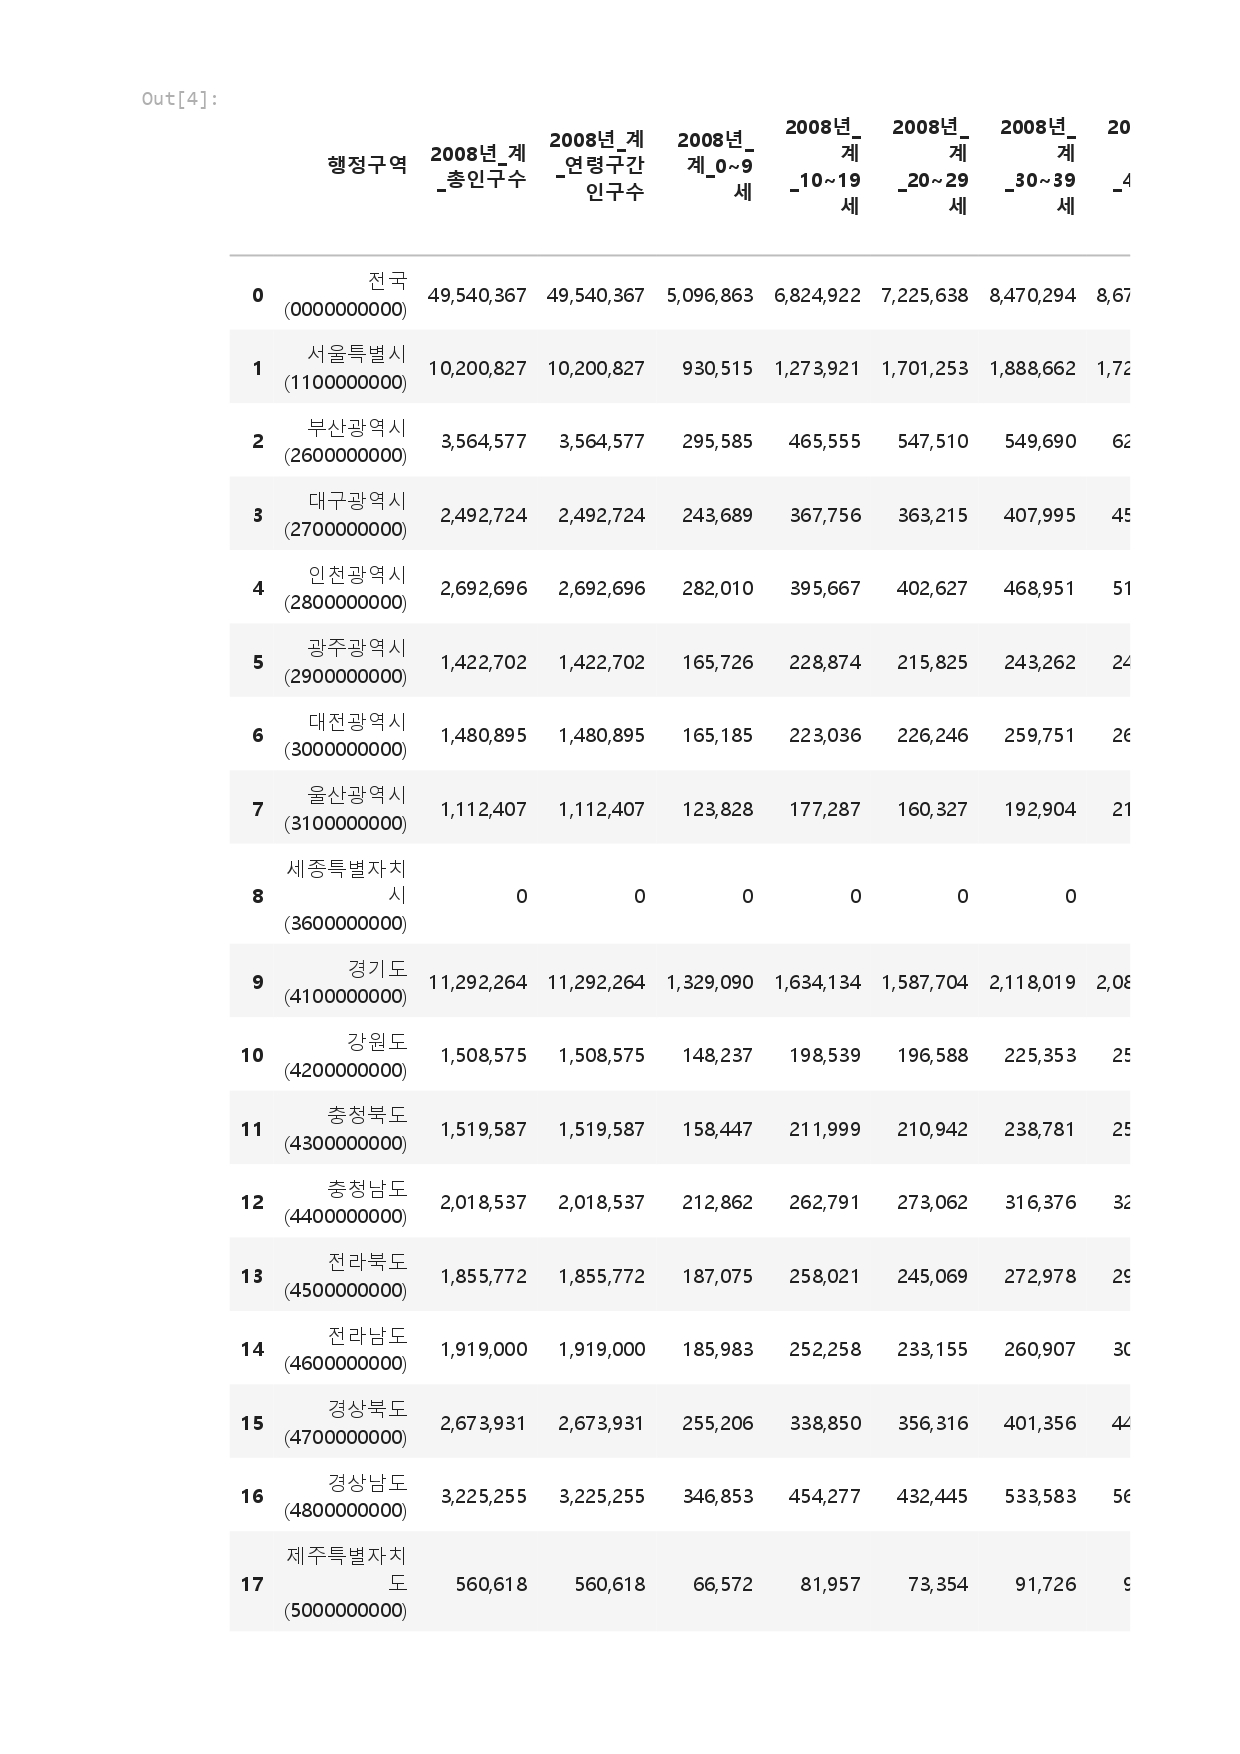 Out[4]:
행정구역 2008년_계_총인구수 2008년_계_연령구간인구수 2008년_계_0~9세 2008년_계_10~19세 2008년_계_20~29세 2008년_계_30~39세 20 _4
0 전국(0000000000) 49,540,367 49,540,367 5,096,863 6,824,922 7,225,638 8,470,294 8,67
1 서울특별시(1100000000) 10,200,827 10,200,827 930,515 1,273,921 1,701,253 1,888,662 1,72
2 부산광역시(2600000000) 3,564,577 3,564,577 295,585 465,555 547,510 549,690 62
3 대구광역시(2700000000) 2,492,724 2,492,724 243,689 367,756 363,215 407,995 45
4 인천광역시(2800000000) 2,692,696 2,692,696 282,010 395,667 402,627 468,951 51
5 광주광역시(2900000000) 1,422,702 1,422,702 165,726 228,874 215,825 243,262 24
6 대전광역시(3000000000) 1,480,895 1,480,895 165,185 223,036 226,246 259,751 26
7 울산광역시(3100000000) 1,112,407 1,112,407 123,828 177,287 160,327 192,904 21
8 세종특별자치시(3600000000) 0 0 0 0 0 0
9 경기도(4100000000) 11,292,264 11,292,264 1,329,090 1,634,134 1,587,704 2,118,019 2,08
10 강원도(4200000000) 1,508,575 1,508,575 148,237 198,539 196,588 225,353 25
11 충청북도(4300000000) 1,519,587 1,519,587 158,447 211,999 210,942 238,781 25
12 충청남도(4400000000) 2,018,537 2,018,537 212,862 262,791 273,062 316,376 32
13 전라북도(4500000000) 1,855,772 1,855,772 187,075 258,021 245,069 272,978 29
14 전라남도(4600000000) 1,919,000 1,919,000 185,983 252,258 233,155 260,907 30
15 경상북도(4700000000) 2,673,931 2,673,931 255,206 338,850 356,316 401,356 44
16 경상남도(4800000000) 3,225,255 3,225,255 346,853 454,277 432,445 533,583 56
17 제주특별자치도(5000000000) 560,618 560,618 66,572 81,957 73,354 91,726 9